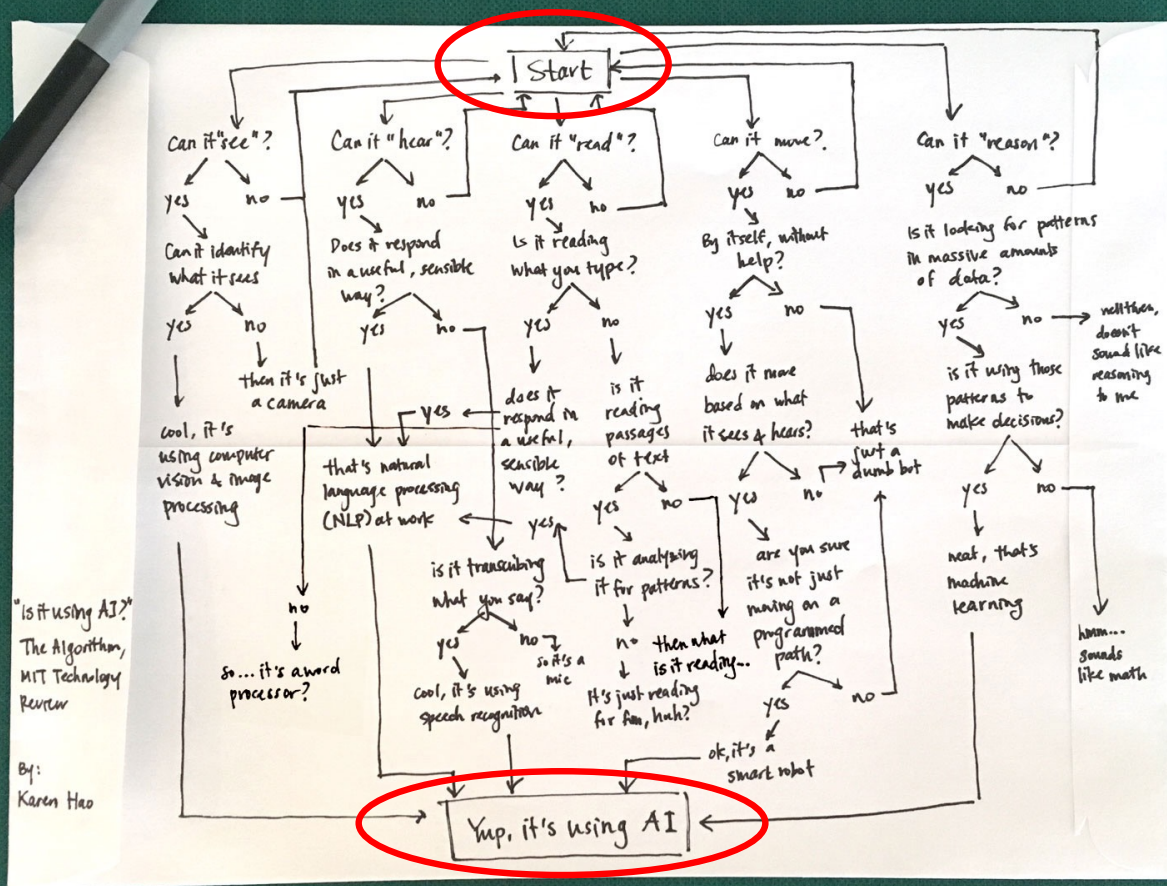 Start
Can it "see"?
yes
no
Can it identify
what it sees
yes
no
then it's just
a camera
cool, it's
using computer
vision & image
processing
Can it "hear"?
yes
no
Does it respond
in a useful, sensible
way?
yes
no
that's natural
language processing
(NLP) at work
is it transcribing
what you say?
yes
no
so it's a
mic
cool, it's using
speech recognition
Can it "read"?
yes
no
Is it reading
what you type?
yes
no
does it
respond in
a useful,
sensible
way?
yes
no
so... it's a word
processor?
is it
reading
passages
of text
yes
no
then what
is it reading...
is it analyzing
it for patterns?
yes
no
It's just reading
for fun, huh?
Can it move?
yes
no
By itself, without
help?
yes
no
does it move
based on what
it sees & hears?
yes
no
that's
just a
dumb bot
are you sure
it's not just
moving on a
programmed
path?
yes
no
ok, it's a
smart robot
Can it "reason"?
yes
no
Is it looking for patterns
in massive amounts
of data?
yes
no
well then,
doesn't
sound like
reasoning
to me
is it using those
patterns to
make decisions?
yes
no
neat, that's
machine
learning
hmm...
sounds
like math
Yup, it's using AI
"Is it using AI?"
The Algorithm,
MIT Technology
Review
By:
Karen Hao